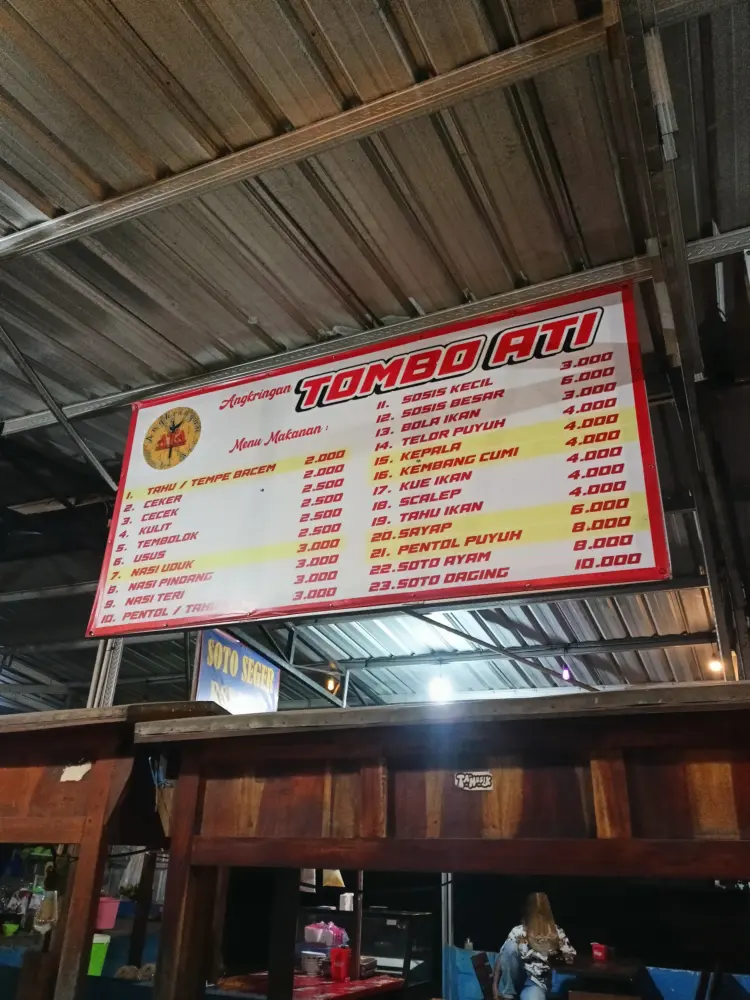 Angkringan TOMBO ATI
Menu Makanan :
1. TAHU / TEMPE BACEM 2.000
2. CEKER 2.000
3. CECEK 2.500
4. KULIT 2.500
5. TEMBOLOK 2.500
6. USUS 2.500
7. NASI UDUK 3.000
8. NASI PINDANG 3.000
9. NASI TERI 3.000
10. PENTOL / TAHU 3.000
11. SOSIS KECIL 3.000
12. SOSIS BESAR 6.000
13. BOLA IKAN 3.000
14. TELOR PUYUH 4.000
15. KEPALA 4.000
16. KEMBANG CUMI 4.000
17. KUE IKAN 4.000
18. SCALEP 4.000
19. TAHU IKAN 4.000
20. SAYAP 6.000
21. PENTOL PUYUH 8.000
22. SOTO AYAM 8.000
23. SOTO DAGING 10.000
SOTO SEGER